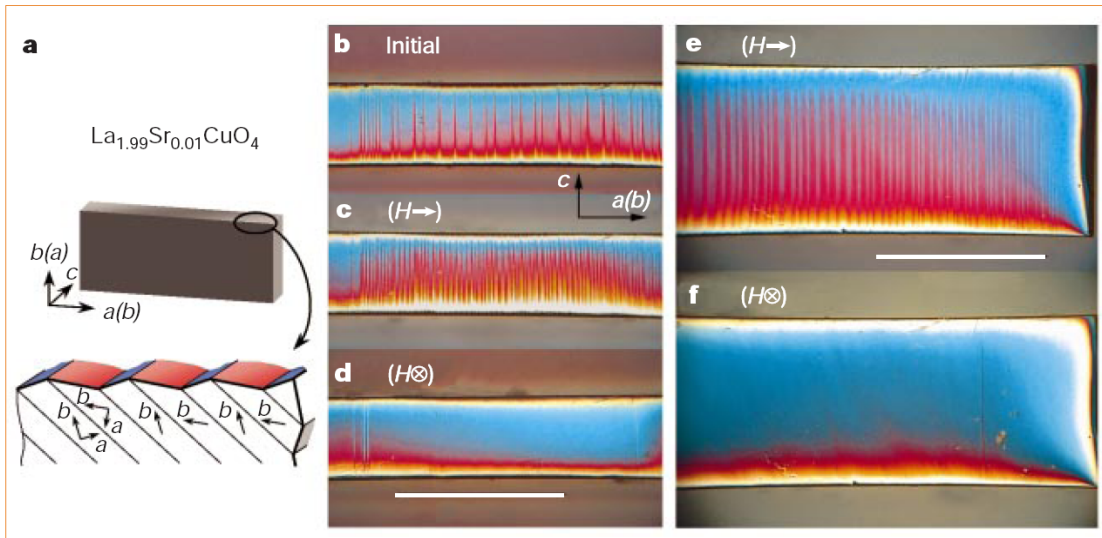 a
La1.99Sr0.01CuO4
b(a)
c
a(b)
b
b
a
a
b
b
b
b
b Initial
c
a(b)
c (H→)
d (H⊗)
e (H→)
f (H⊗)